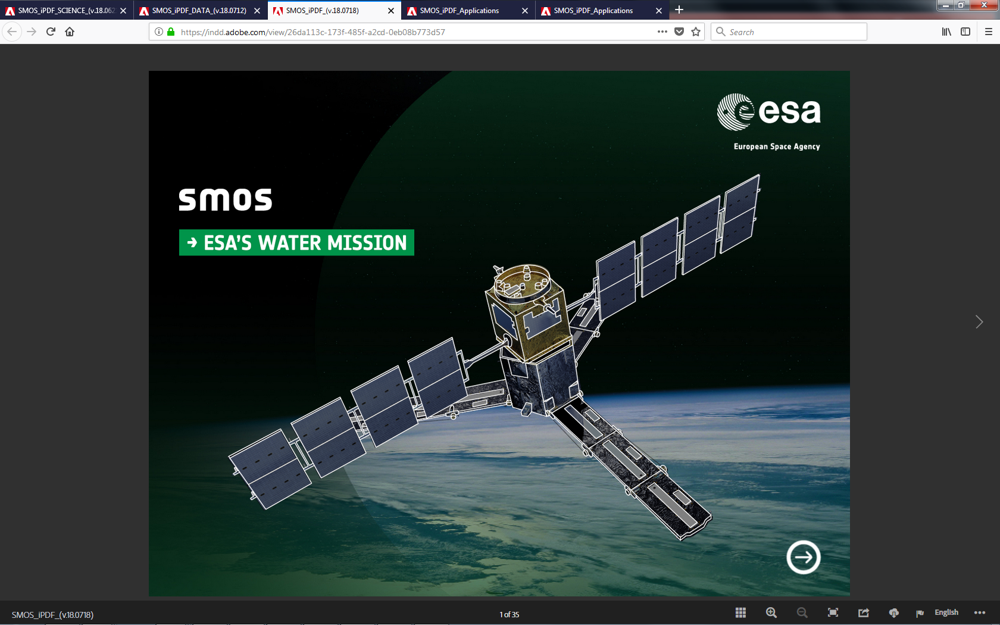 SMOS_iPDF_SCIENCE_(v.18.062
SMOS_iPDF_DATA_(v.18.0712)
SMOS_iPDF_(v.18.0718)
SMOS_iPDF_Applications
SMOS_iPDF_Applications
https://indd.adobe.com/view/26da113c-173f-485f-a2cd-0eb08b773d57
Search
esa
European Space Agency
smos
→ ESA'S WATER MISSION
SMOS_iPDF_(v.18.0718)
1 of 35
English